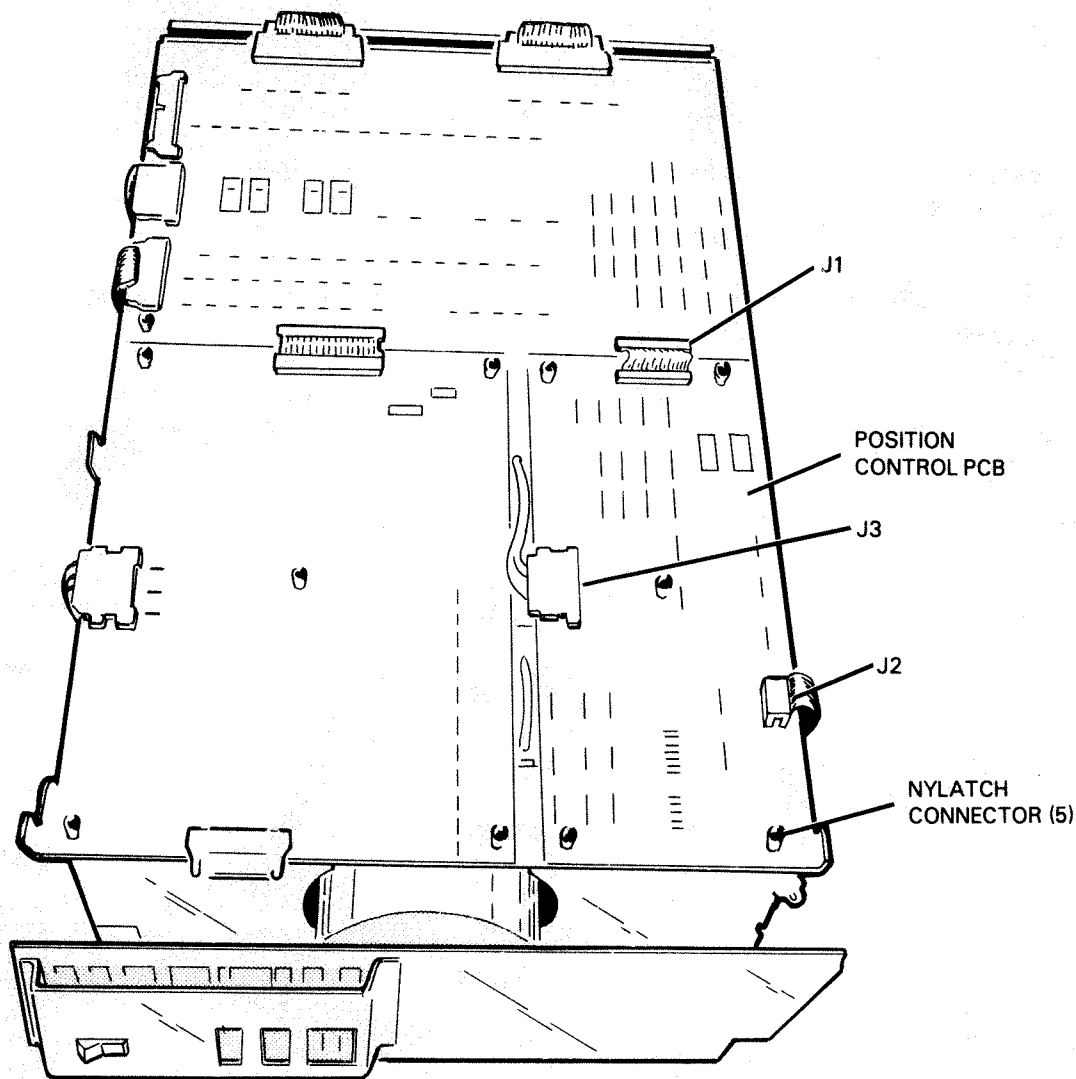 J1
POSITION
CONTROL PCB
J3
J2
NYLATCH
CONNECTOR (5)